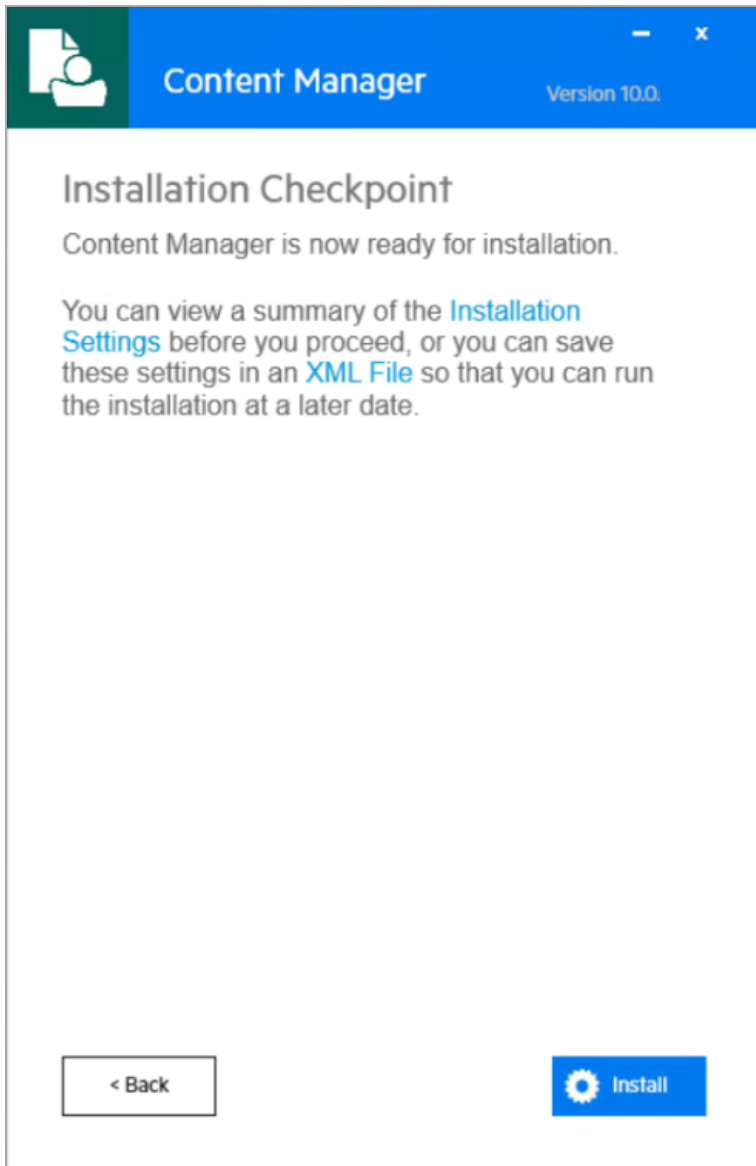 Content Manager
Version 10.0.
Installation Checkpoint
Content Manager is now ready for installation.
You can view a summary of the Installation
Settings before you proceed, or you can save
these settings in an XML File so that you can run
the installation at a later date.
< Back
Install